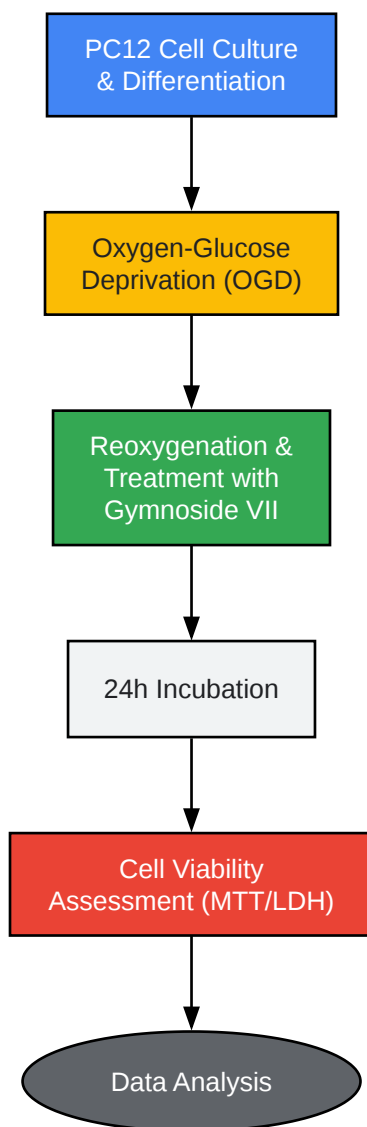 PC12 Cell Culture
& Differentiation
Oxygen-Glucose
Deprivation (OGD)
Reoxygenation &
Treatment with
Gymnoside VII
24h Incubation
Cell Viability
Assessment (MTT/LDH)
Data Analysis